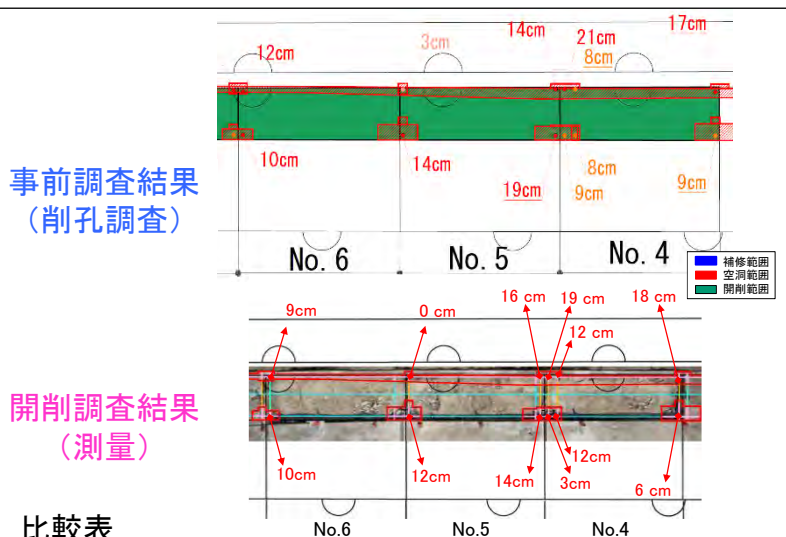 14cm
17cm
12cm
3cm
21cm
8cm
事前調査結果
（削孔調査）
10cm
14cm
19cm
8cm
9cm
9cm
No. 6
No. 5
No. 4
補修範囲
空洞範囲
開削範囲
9cm
0 cm
16 cm
19 cm
18 cm
12 cm
開削調査結果
（測量）
10cm
12cm
14cm
12cm
3cm
6 cm
比較表
No.6
No.5
No.4